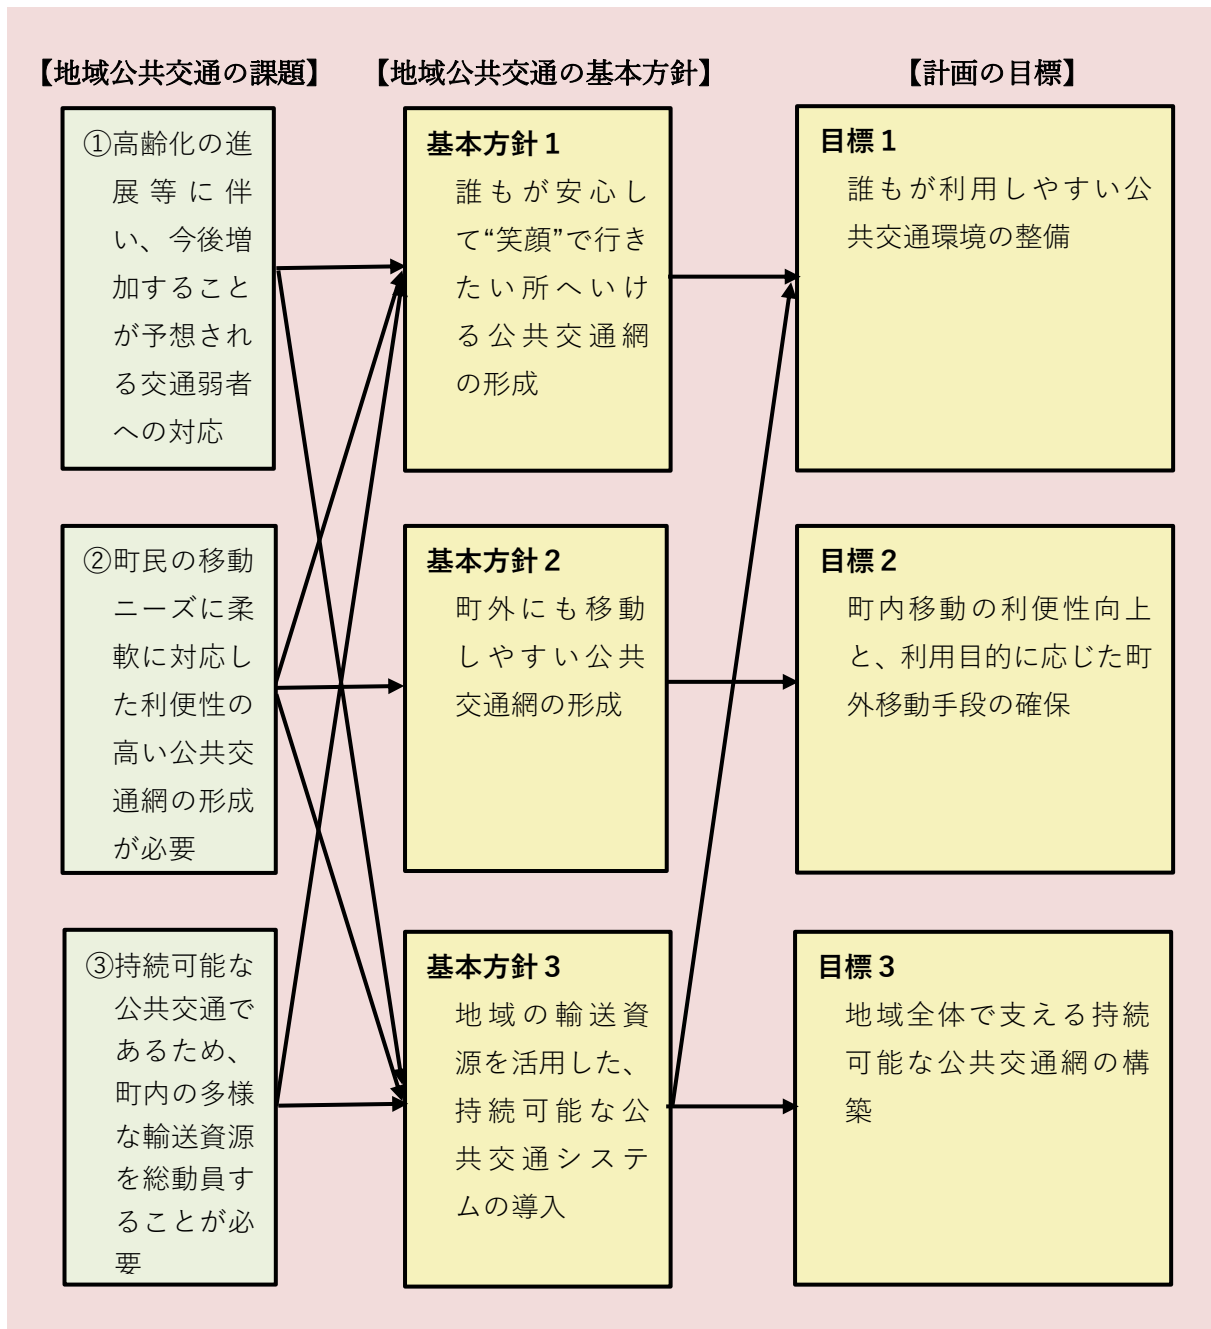 【地域公共交通の課題】
①高齢化の進
展等に伴
い、今後増
加すること
が予想され
る交通弱者
への対応
②町民の移動
ニーズに柔
軟に対応し
た利便性の
高い公共交
通網の形成
が必要
③持続可能な
公共交通で
あるため、
町内の多様
な輸送資源
を総動員す
ることが必
要
【地域公共交通の基本方針】
基本方針1
誰もが安心し
て“笑顔”で行き
たい所へいけ
る公共交通網
の形成
基本方針2
町外にも移動
しやすい公共
交通網の形成
基本方針3
地域の輸送資
源を活用した、
持続可能な公
共交通システ
ムの導入
【計画の目標】
目標1
誰もが利用しやすい公
共交通環境の整備
目標2
町内移動の利便性向上
と、利用目的に応じた町
外移動手段の確保
目標3
地域全体で支える持続
可能な公共交通網の構
築